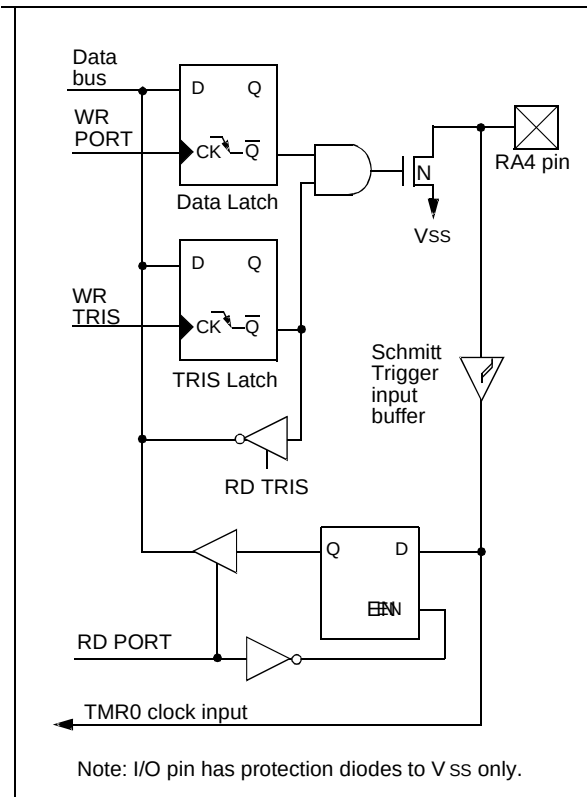 Data
bus
D Q
WR
PORT
CK Q
N
RA4 pin
Data Latch
VSS
D Q
WR
TRIS
CK Q
TRIS Latch
Schmitt
Trigger
input
buffer
RD TRIS
Q D
EN
RD PORT
TMR0 clock input
Note: I/O pin has protection diodes to VSS only.